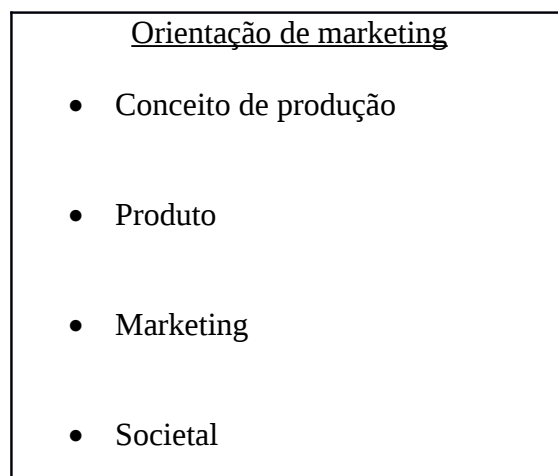 Orientação de marketing
• Conceito de produção
• Produto
• Marketing
• Societal